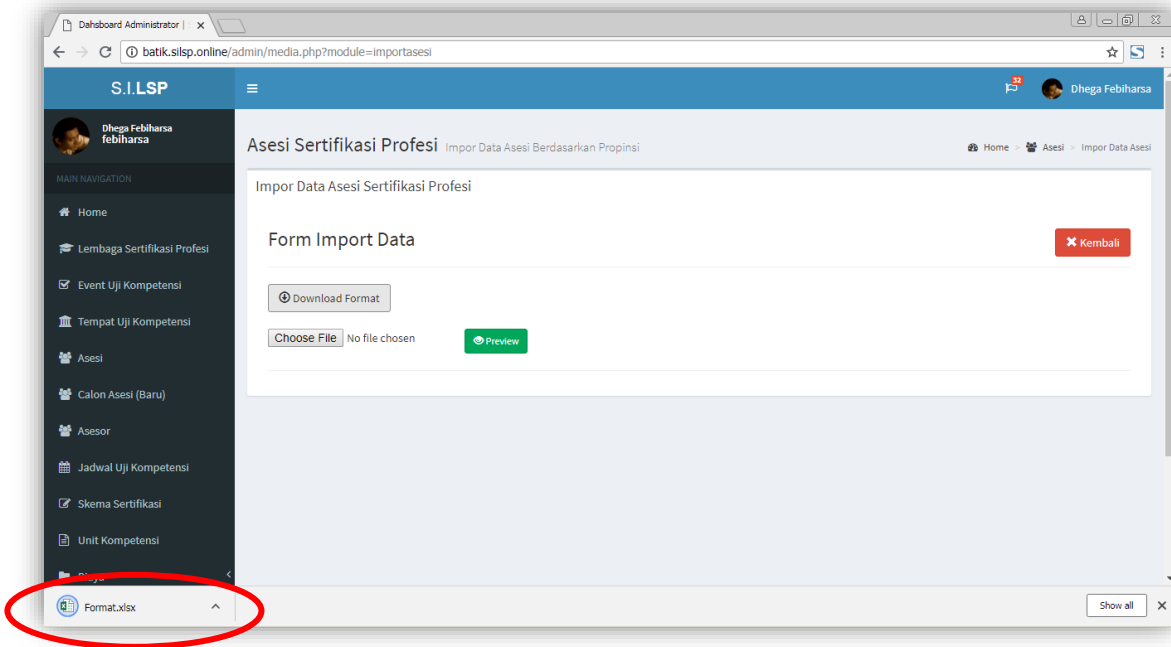 Dahsboard Administrator |
batik.silsp.online/admin/media.php?module=importasesi
S.I.LSP
32
Dhega Febiharsa
Dhega Febiharsa
febiharsa
Asesi Sertifikasi Profesi Impor Data Asesi Berdasarkan Propinsi
Home > Asesi > Impor Data Asesi
MAIN NAVIGATION
Home
Lembaga Sertifikasi Profesi
Event Uji Kompetensi
Tempat Uji Kompetensi
Asesi
Calon Asesi (Baru)
Asesor
Jadwal Uji Kompetensi
Skema Sertifikasi
Unit Kompetensi
Impor Data Asesi Sertifikasi Profesi
Form Import Data
Kembali
Download Format
Choose File No file chosen
Preview
Format.xlsx
Show all